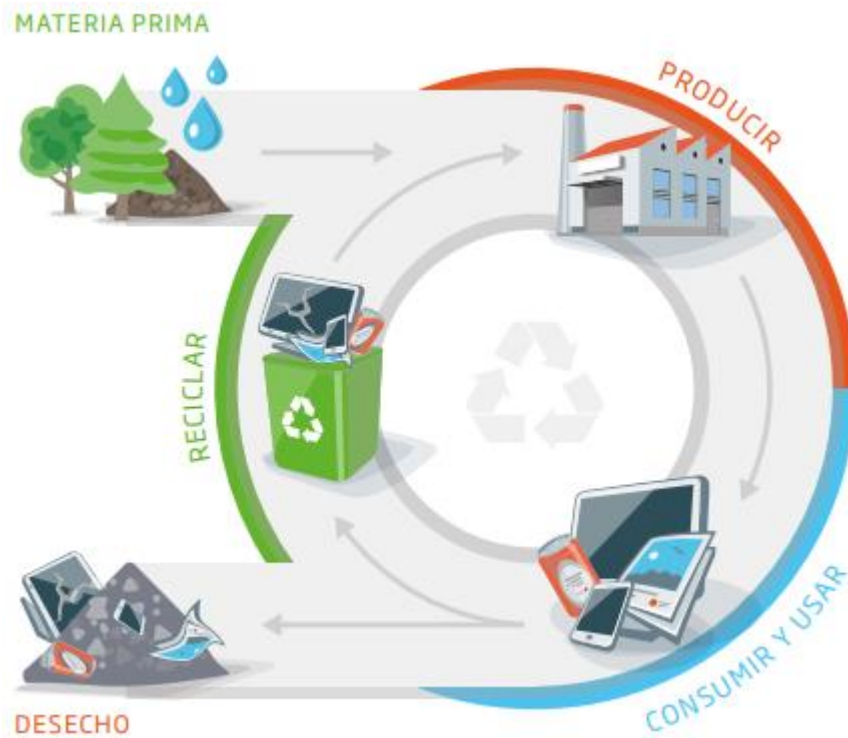 MATERIA PRIMA
PRODUCIR
RECICLAR
CONSUMIR Y USAR
DESECHO